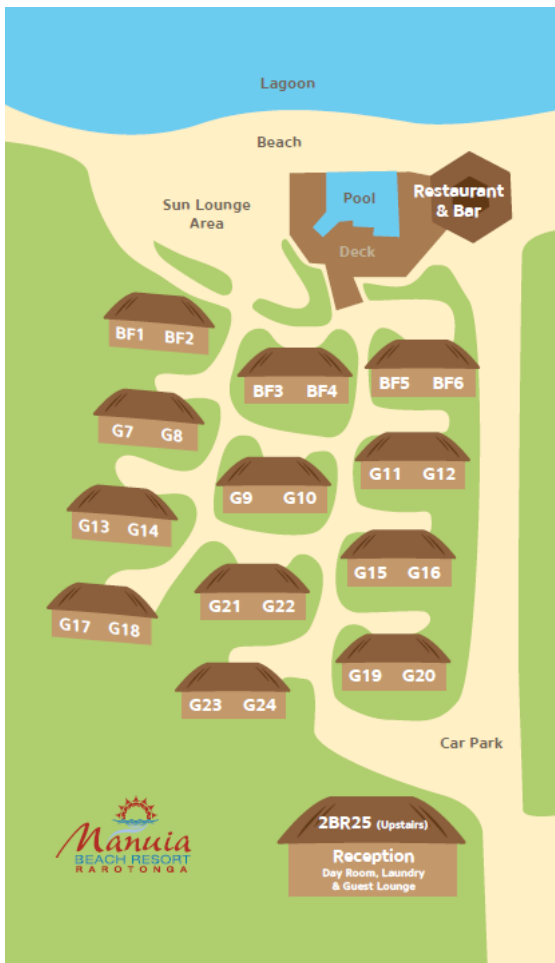 Lagoon
Beach
Sun Lounge
Area
Pool
Deck
Restaurant
& Bar
BF1 BF2
BF3 BF4
BF5 BF6
G7 G8
G9 G10
G11 G12
G13 G14
G15 G16
G17 G18
G21 G22
G19 G20
G23 G24
Car Park
2BR25 (Upstairs)
Reception
Day Room, Laundry
& Guest Lounge
Manuia
BEACH RESORT
RAROTONGA